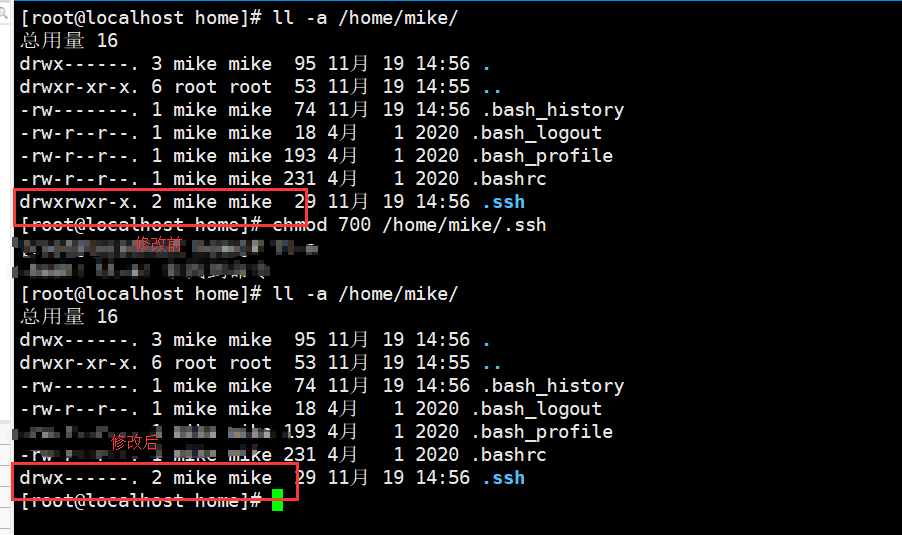 [root@localhost home]# ll -a /home/mike/
总用量 16
drwx------. 3 mike mike  95 11月 19 14:56 .
drwxr-xr-x. 6 root root  53 11月 19 14:55 ..
-rw-------. 1 mike mike  74 11月 19 14:56 .bash_history
-rw-r--r--. 1 mike mike  18 4月   1 2020 .bash_logout
-rw-r--r--. 1 mike mike 193 4月   1 2020 .bash_profile
-rw-r--r--. 1 mike mike 231 4月   1 2020 .bashrc
drwxrwxr-x. 2 mike mike  29 11月 19 14:56 .ssh
[root@localhost home]# chmod 700 /home/mike/.ssh
修改前
[root@localhost home]# ll -a /home/mike/
总用量 16
drwx------. 3 mike mike  95 11月 19 14:56 .
drwxr-xr-x. 6 root root  53 11月 19 14:55 ..
-rw-------. 1 mike mike  74 11月 19 14:56 .bash_history
-rw-r--r--. 1 mike mike  18 4月   1 2020 .bash_logout
193 4月   1 2020 .bash_profile
修改后
231 4月   1 2020 .bashrc
drwx------. 2 mike mike  29 11月 19 14:56 .ssh
[root@localhost home]#